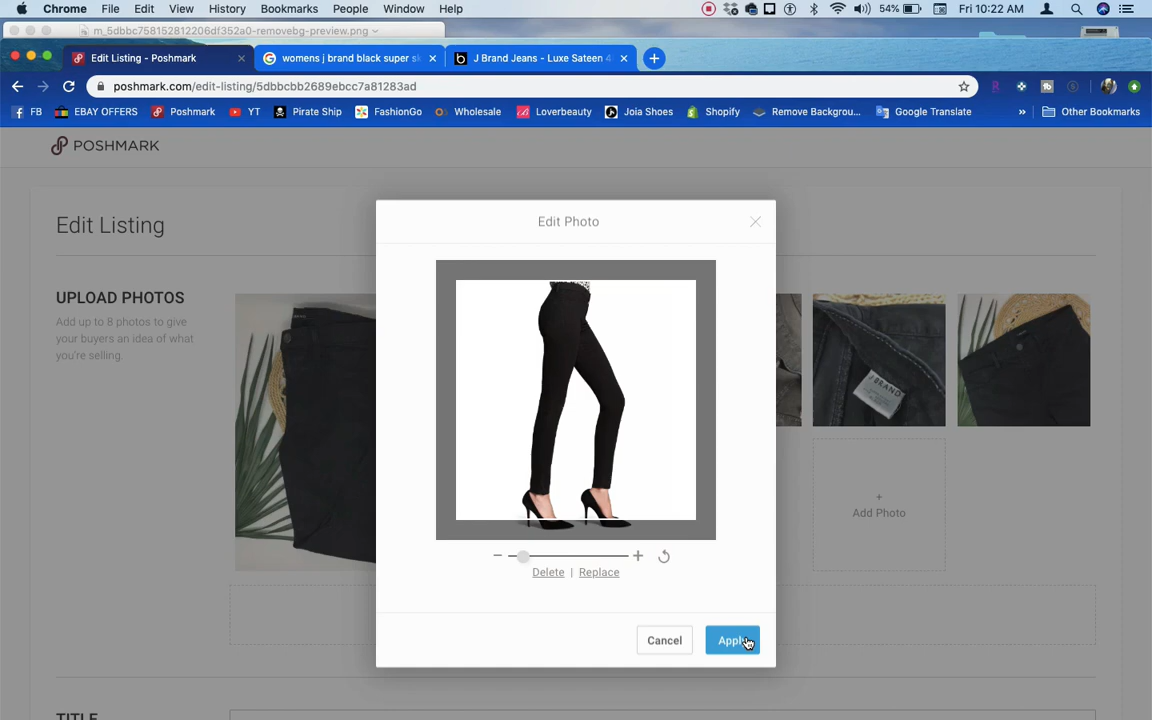 Chrome File Edit View History Bookmarks People Window Help 54% Fri 10:22 AM
m_5dbbc758152812206df352a0-removebg-preview.png
Edit Listing - Poshmark womens j brand black super sk J Brand Jeans - Luxe Sateen 4
poshmark.com/edit-listing/5dbbcbb2689ebcc7a81283ad
FB EBAY OFFERS Poshmark YT Pirate Ship FashionGo Wholesale Loverbeauty Joia Shoes Shopify Remove Backgrou... Google Translate » Other Bookmarks
POSHMARK
Edit Photo
Edit Listing
UPLOAD PHOTOS
Add up to 8 photos to give
your buyers an idea of what
you're selling.
J BRAND
+
Add Photo
Delete | Replace
Cancel Apply
TITLE